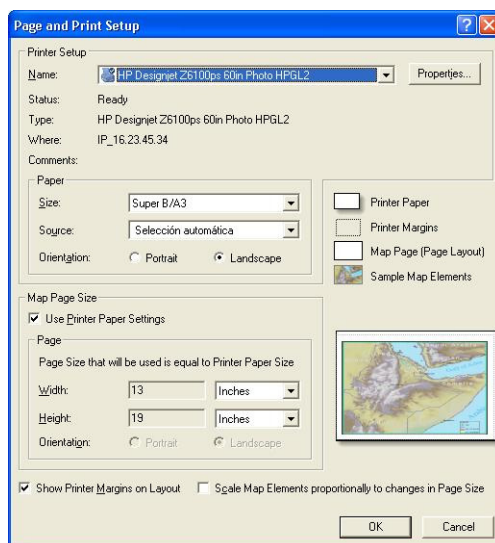 Page and Print Setup
Printer Setup
Name: HP Designjet Z6100ps 60in Photo HPGL2 Properties...
Status: Ready
Type: HP Designjet Z6100ps 60in Photo HPGL2
Where: IP_16.23.45.34
Comments:
Paper
Size: Super B/A3 Printer Paper
Source: Selección automática Printer Margins
Map Page (Page Layout)
Orientation: Portrait Landscape Sample Map Elements
Map Page Size
Use Printer Paper Settings
Page
Page Size that will be used is equal to Printer Paper Size
Width: 13 Inches
Height: 19 Inches
Orientation: Portrait Landscape
Show Printer Margins on Layout Scale Map Elements proportionally to changes in Page Size
OK Cancel